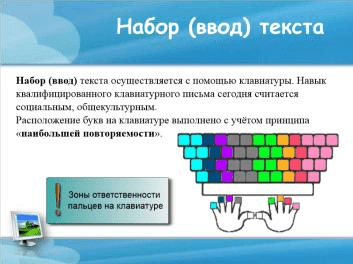 Набор (ввод) текста
Набор (ввод) текста осуществляется с помощью клавиатуры. Навык
квалифицированного клавиатурного письма сегодня считается
социальным, общекультурным.
Расположение букв на клавиатуре выполнено с учётом принципа
«наибольшей повторяемости».
Зоны ответственности
пальцев на клавиатуре